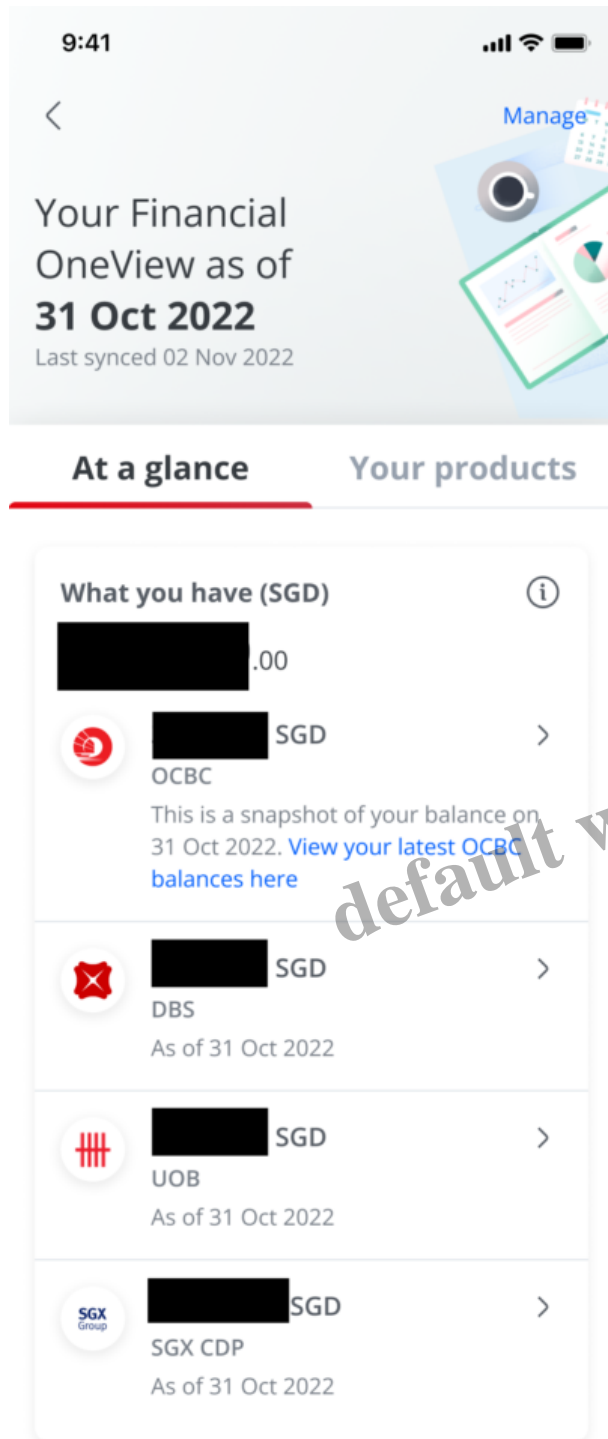 9:41
Manage
Your Financial
OneView as of
31 Oct 2022
Last synced 02 Nov 2022
At a glance
Your products
What you have (SGD)
.00
SGD
OCBC
This is a snapshot of your balance on
31 Oct 2022. View your latest OCBC
balances here
default
SGD
DBS
As of 31 Oct 2022
SGD
UOB
As of 31 Oct 2022
SGX
Group
SGD
SGX CDP
As of 31 Oct 2022